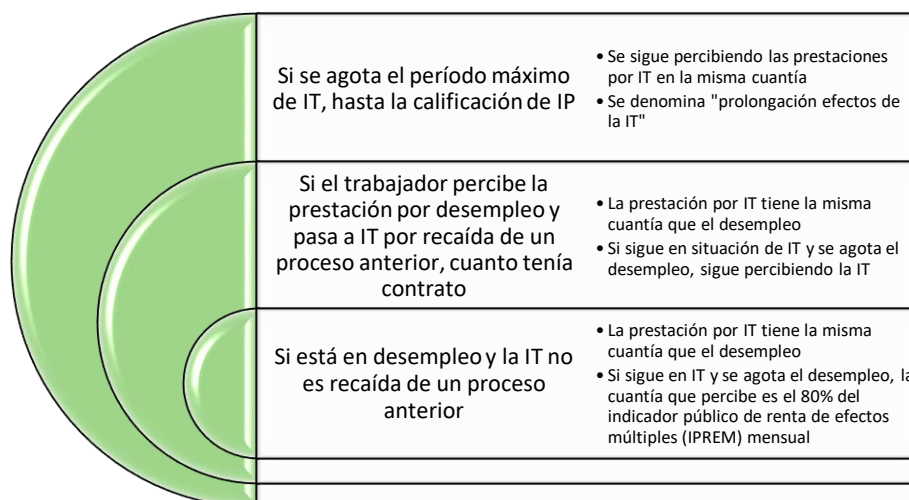 Si se agota el período máximo
de IT, hasta la calificación de IP
• Se sigue percibiendo las prestaciones
por IT en la misma cuantía
• Se denomina "prolongación efectos de
la IT"
Si el trabajador percibe la
prestación por desempleo y
pasa a IT por recaída de un
proceso anterior, cuanto tenía
contrato
• La prestación por IT tiene la misma
cuantía que el desempleo
• Si sigue en situación de IT y se agota el
desempleo, sigue percibiendo la IT
Si está en desempleo y la IT no
es recaída de un proceso
anterior
• La prestación por IT tiene la misma
cuantía que el desempleo
• Si sigue en IT y se agota el desempleo, la
cuantía que percibe es el 80% del
indicador público de renta de efectos
múltiples (IPREM) mensual